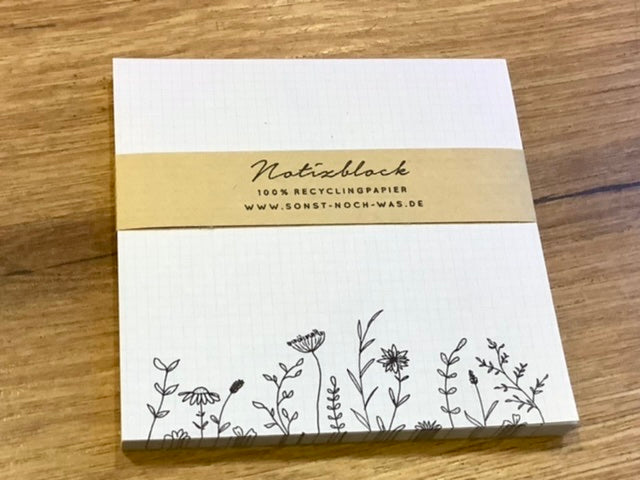 Notizblock
100% RECYCLINGPAPIER
WWW.SONST-NOCH-WAS.DE